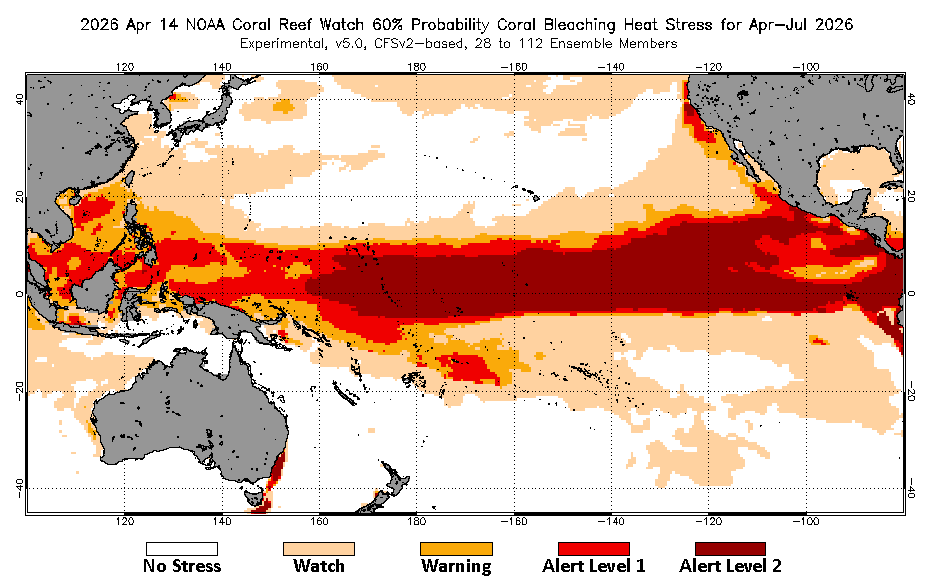 2026 Apr 14 NOAA Coral Reef Watch 60% Probability Coral Bleaching Heat Stress for Apr-Jul 2026
Experimental, v5.0, CFSv2-based, 28 to 112 Ensemble Members
120 140 160 180 -160 -140 -120 -100
40 40
20 20
0 0
-20 -20
-40 -40
120 140 160 180 -160 -140 -120 -100
No Stress Watch Warning Alert Level 1 Alert Level 2